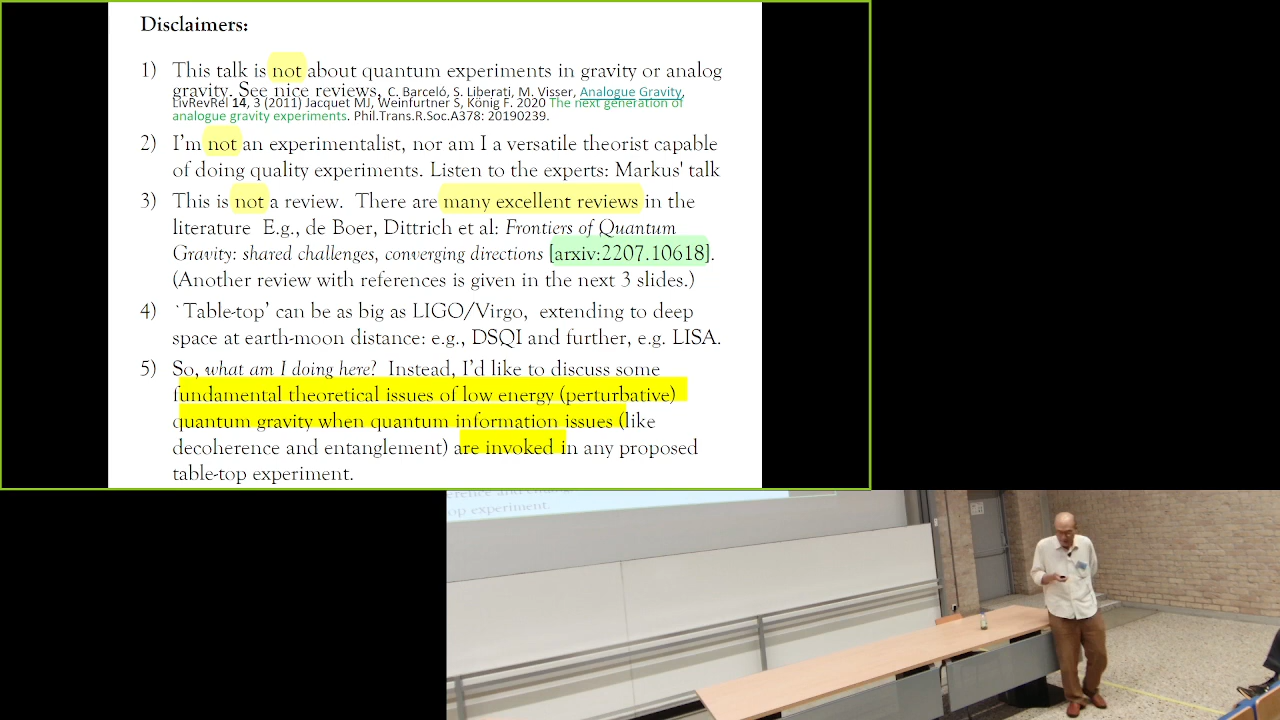 Disclaimers:
1) This talk is not about quantum experiments in gravity or analog
gravity. See nice reviews, C. Barceló, S. Liberati, M. Visser, Analogue Gravity,
LivRevRel 14, 3 (2011) Jacquet MJ, Weinfurtner S, König F. 2020 The next generation of
analogue gravity experiments. Phil.Trans.R.Soc.A378: 20190239.
2) I'm not an experimentalist, nor am I a versatile theorist capable
of doing quality experiments. Listen to the experts: Markus' talk
3) This is not a review. There are many excellent reviews in the
literature E.g., de Boer, Dittrich et al: Frontiers of Quantum
Gravity: shared challenges, converging directions [arxiv:2207.10618].
(Another review with references is given in the next 3 slides.)
4) `Table-top' can be as big as LIGO/Virgo, extending to deep
space at earth-moon distance: e.g., DSQI and further, e.g. LISA.
5) So, what am I doing here? Instead, I'd like to discuss some
fundamental theoretical issues of low energy (perturbative)
quantum gravity when quantum information issues (like
decoherence and entanglement) are invoked in any proposed
table-top experiment.
op experiment.